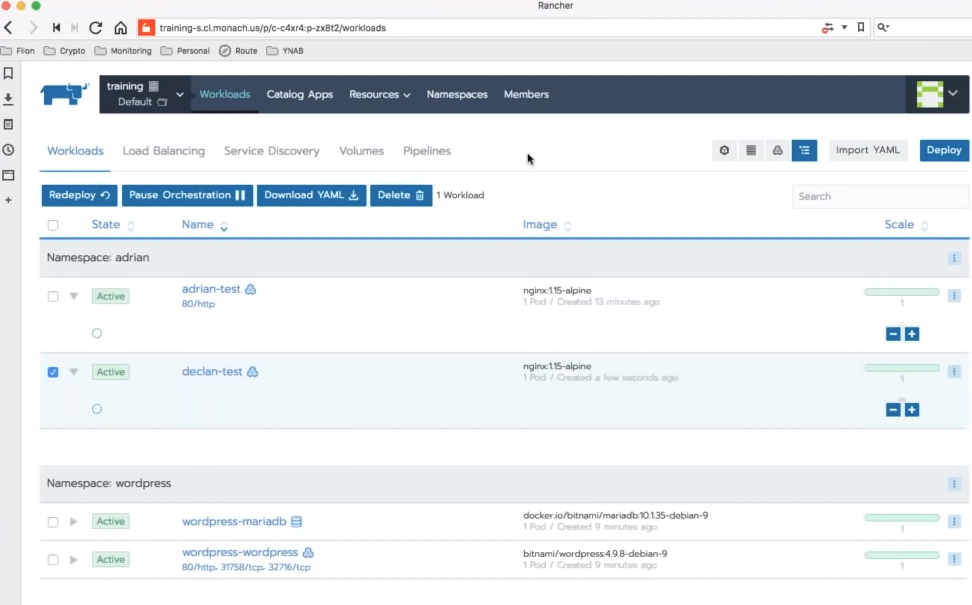 Rancher
training-s.cl.monach.us/p/c-c4xr4:p-zx8t2/workloads
Flion Crypto Monitoring Personal Route YNAB
training
Default
Workloads Catalog Apps Resources Namespaces Members
Workloads Load Balancing Service Discovery Volumes Pipelines
Import YAML Deploy
Redeploy Pause Orchestration Download YAML Delete 1 Workload
Search
State Name Image Scale
Namespace: adrian
Active adrian-test nginx:1.15-alpine
80/http 1 Pod / Created 13 minutes ago 1
Active declan-test nginx:1.15-alpine
1 Pod / Created a few seconds ago 1
Namespace: wordpress
Active wordpress-mariadb docker.io/bitnami/mariadb:10.1.35-debian-9
1 Pod / Created 9 minutes ago 1
Active wordpress-wordpress bitnami/wordpress:4.9.8-debian-9
80/http, 31758/tcp, 32716/tcp 1 Pod / Created 9 minutes ago 1